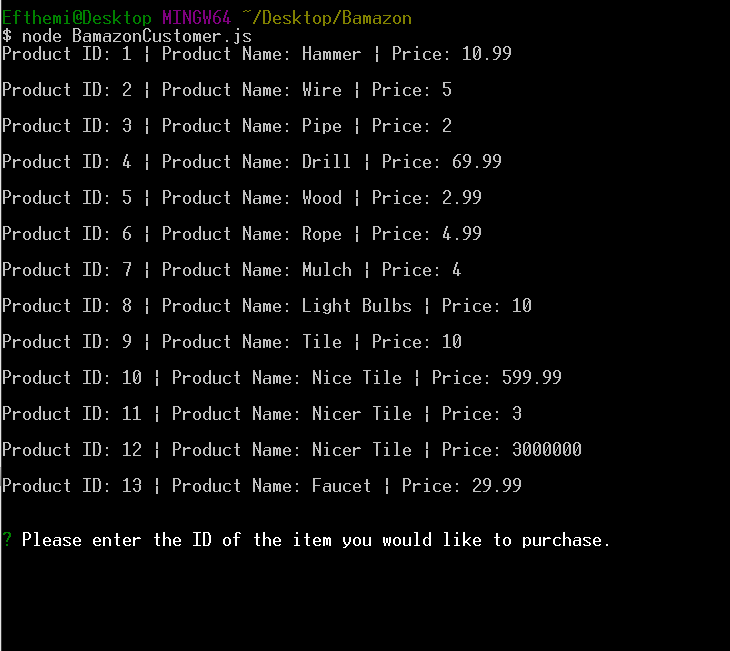 Efthemi@Desktop MINGW64 ~/Desktop/Bamazon
$ node BamazonCustomer.js
Product ID: 1 ¦ Product Name: Hammer ¦ Price: 10.99
Product ID: 2 ¦ Product Name: Wire ¦ Price: 5
Product ID: 3 ¦ Product Name: Pipe ¦ Price: 2
Product ID: 4 ¦ Product Name: Drill ¦ Price: 69.99
Product ID: 5 ¦ Product Name: Wood ¦ Price: 2.99
Product ID: 6 ¦ Product Name: Rope ¦ Price: 4.99
Product ID: 7 ¦ Product Name: Mulch ¦ Price: 4
Product ID: 8 ¦ Product Name: Light Bulbs ¦ Price: 10
Product ID: 9 ¦ Product Name: Tile ¦ Price: 10
Product ID: 10 ¦ Product Name: Nice Tile ¦ Price: 599.99
Product ID: 11 ¦ Product Name: Nicer Tile ¦ Price: 3
Product ID: 12 ¦ Product Name: Nicer Tile ¦ Price: 3000000
Product ID: 13 ¦ Product Name: Faucet ¦ Price: 29.99
? Please enter the ID of the item you would like to purchase.